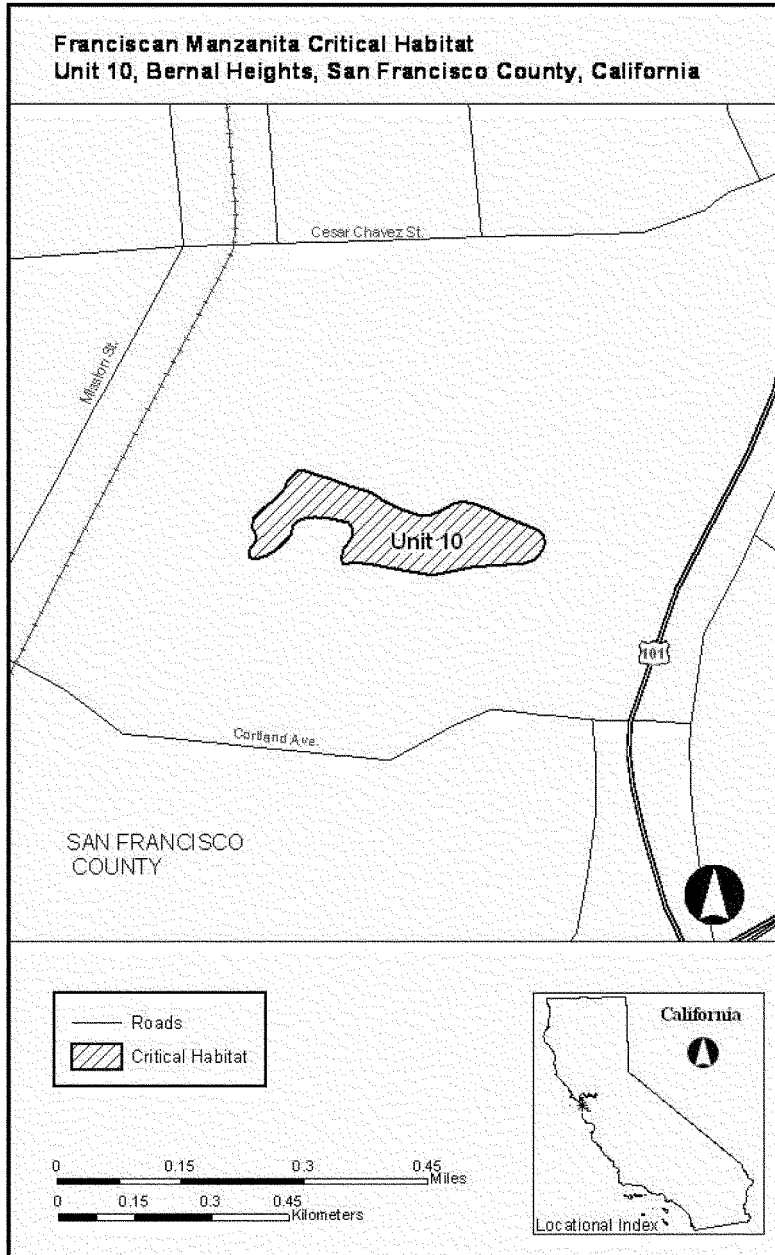 Franciscan Manzanita Critical Habitat
Unit 10, Bernal Heights, San Francisco County, California
Cesar Chavez St.
Mission St.
Unit 10
101
Cortland Ave.
SAN FRANCISCO
COUNTY
Roads
Critical Habitat
California
0 0.15 0.3 0.45
Miles
0 0.15 0.3 0.45
Kilometers
Locational Index